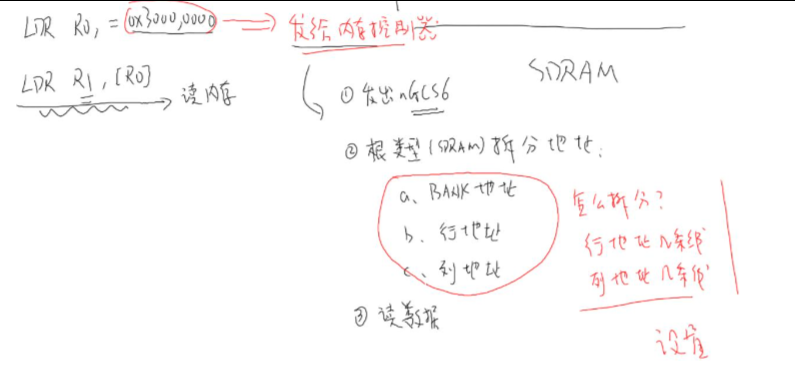 LDR R0, =0x3000,0000 => 发给内存控制器:
LDR R1, [R0] → 读内存
SDRAM
① 发出nGCS6
② 根类型(SDRAM)拆分地址:
a、BANK地址
b、行地址
c、列地址
怎么拆分?
行地址几条线
列地址几条线
设置
③ 读数据